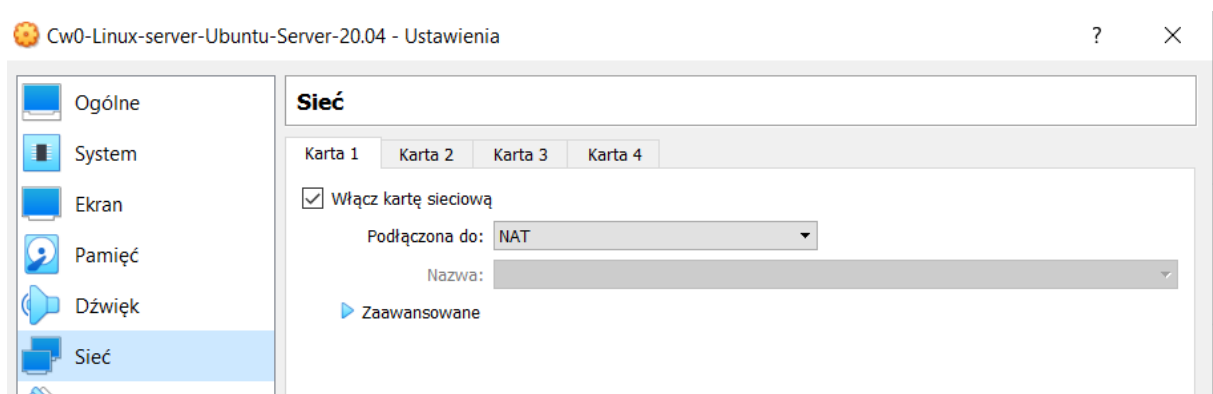 Cw0-Linux-server-Ubuntu-Server-20.04 - Ustawienia ?
Ogólne
System
Ekran
Pamięć
Dźwięk
Sieć
Sieć
Karta 1 Karta 2 Karta 3 Karta 4
Włącz kartę sieciową
Podłączona do: NAT
Nazwa:
Zaawansowane